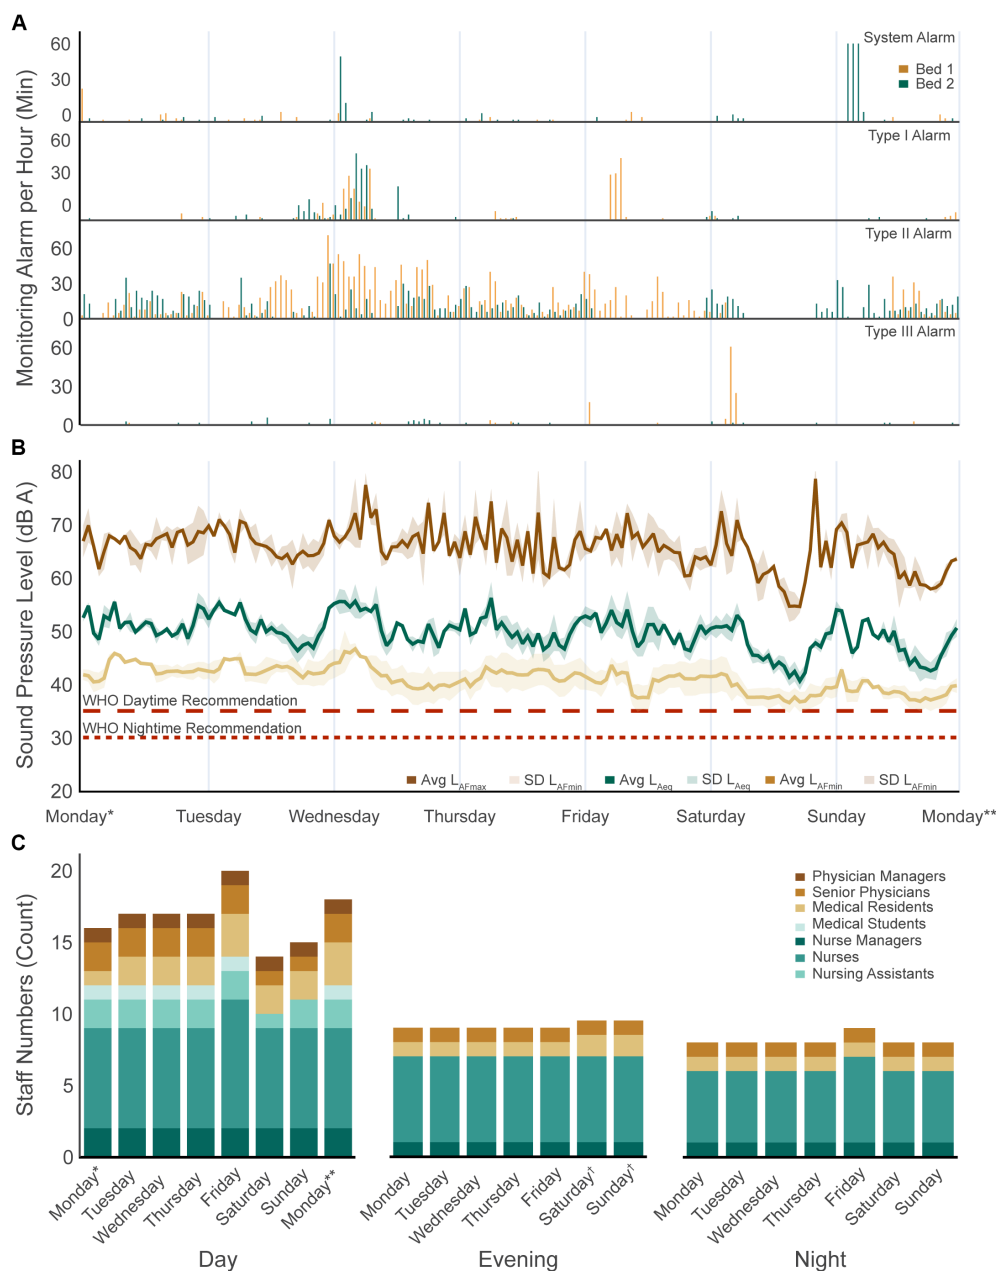 A
Monitoring Alarm per Hour (Min)
60
30
0
System Alarm
Bed 1
Bed 2
60
30
0
Type I Alarm
60
30
0
Type II Alarm
60
30
0
Type III Alarm
B
Sound Pressure Level (dB A)
80
70
60
50
40
30
20
WHO Daytime Recommendation
WHO Nightime Recommendation
Avg LAFmax SD LAFmin Avg LAeq SD LAeq Avg LAFmin SD LAFmin
Monday* Tuesday Wednesday Thursday Friday Saturday Sunday Monday**
C
Staff Numbers (Count)
20
15
10
5
0
Physician Managers
Senior Physicians
Medical Residents
Medical Students
Nurse Managers
Nurses
Nursing Assistants
Monday* Tuesday Wednesday Thursday Friday Saturday Sunday Monday**
Monday Tuesday Wednesday Thursday Friday Saturday† Sunday†
Monday Tuesday Wednesday Thursday Friday Saturday Sunday
Day Evening Night